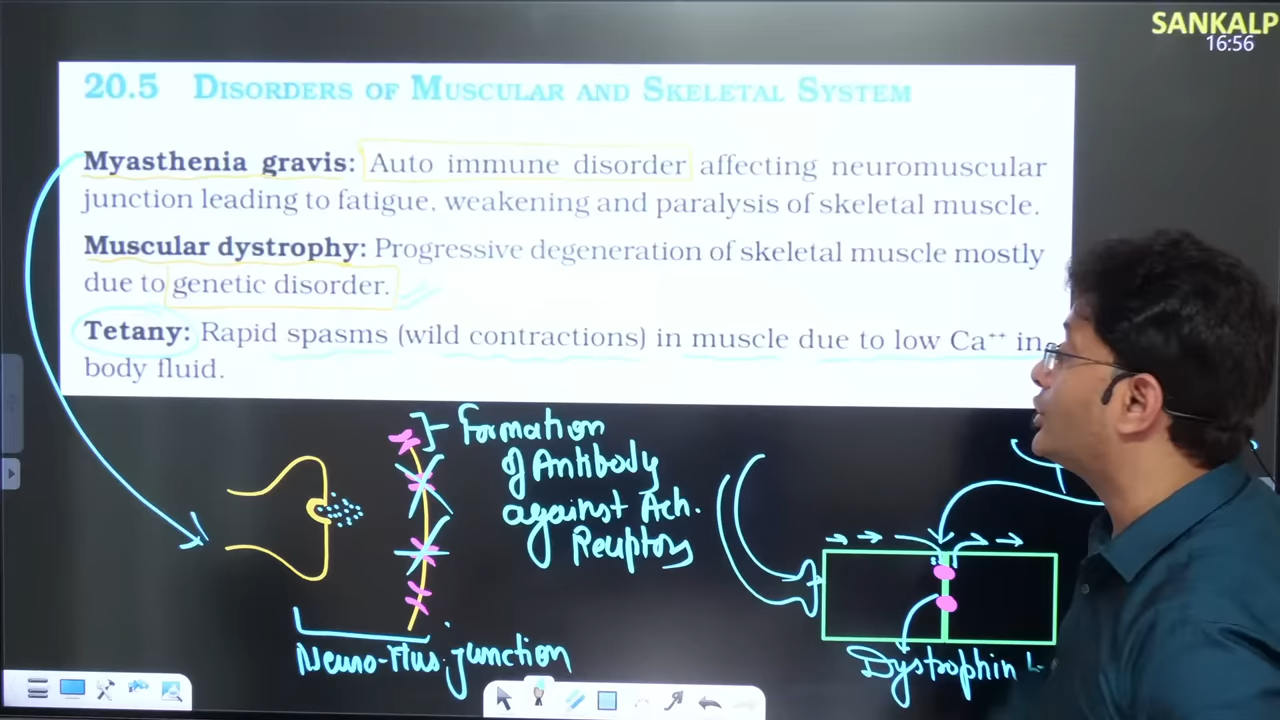 SANKALP
16:56
20.5 DISORDERS OF MUSCULAR AND SKELETAL SYSTEM
Myasthenia gravis: Auto immune disorder affecting neuromuscular
junction leading to fatigue, weakening and paralysis of skeletal muscle.
Muscular dystrophy: Progressive degeneration of skeletal muscle mostly
due to genetic disorder.
Tetany: Rapid spasms (wild contractions) in muscle due to low Ca⁺⁺ in
body fluid.
Formation
of Antibody
against Ach.
Receptors
Neuro-Mus. junction
Dystrophin